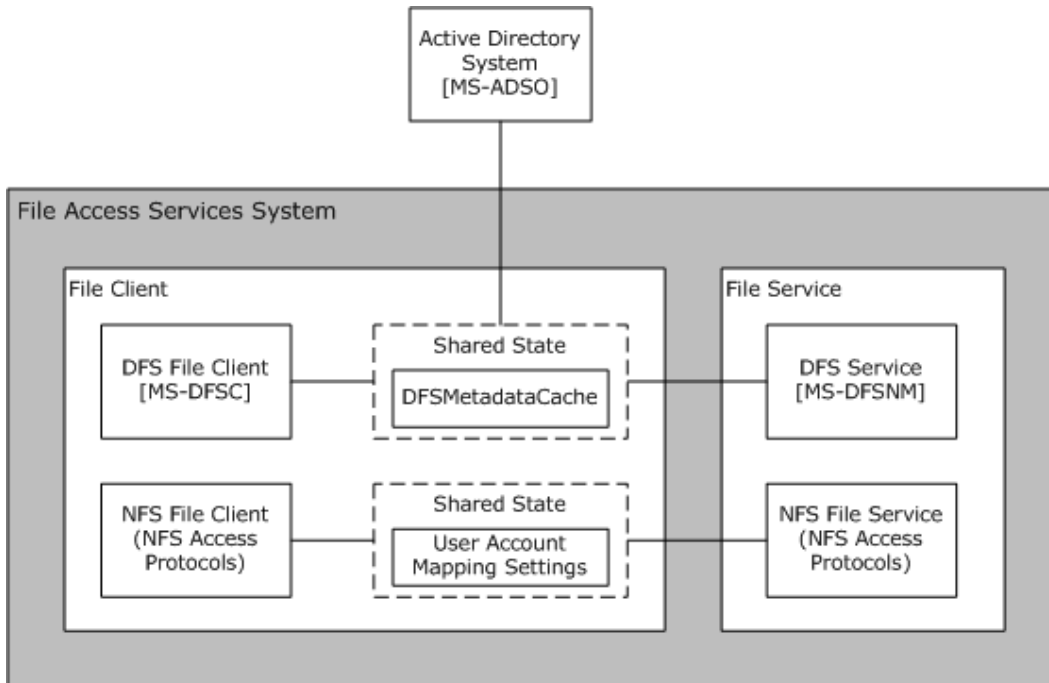 Active Directory
System
[MS-ADSO]
File Access Services System
File Client
File Service
DFS File Client
[MS-DFSC]
Shared State
DFSMetadataCache
DFS Service
[MS-DFSNM]
NFS File Client
(NFS Access
Protocols)
Shared State
User Account
Mapping Settings
NFS File Service
(NFS Access
Protocols)